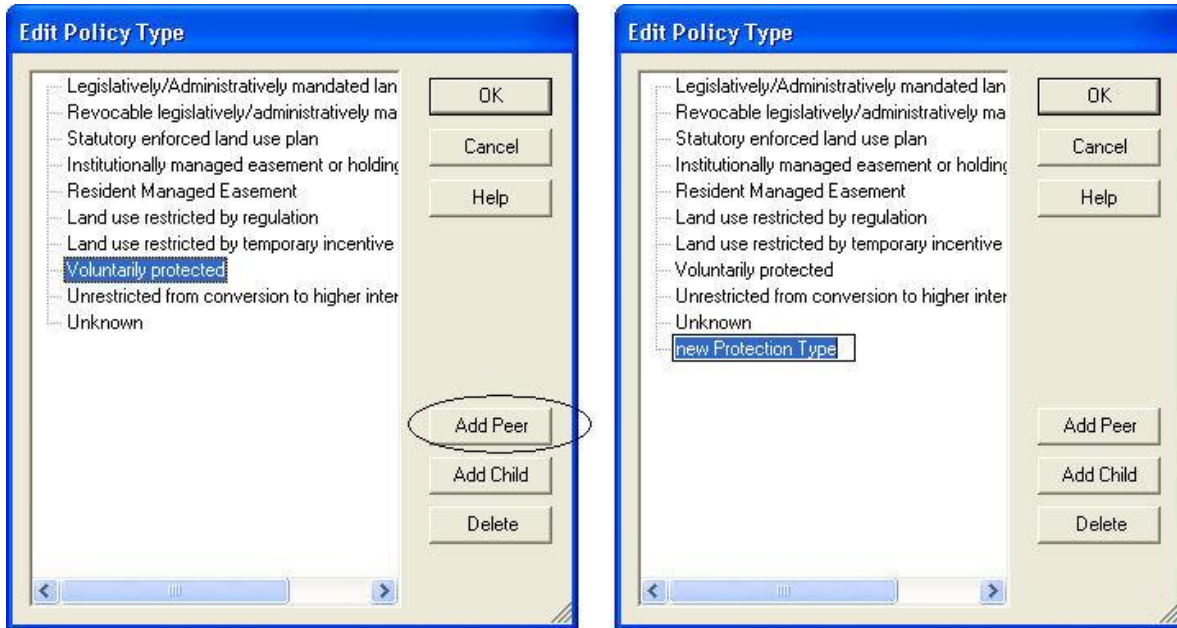 Edit Policy Type
Legislatively/Administratively mandated lan
Revocable legislatively/administratively ma
Statutory enforced land use plan
Institutionally managed easement or holding
Resident Managed Easement
Land use restricted by regulation
Land use restricted by temporary incentive
Voluntarily protected
Unrestricted from conversion to higher inter
Unknown
OK
Cancel
Help
Add Peer
Add Child
Delete
Edit Policy Type
Legislatively/Administratively mandated lan
Revocable legislatively/administratively ma
Statutory enforced land use plan
Institutionally managed easement or holding
Resident Managed Easement
Land use restricted by regulation
Land use restricted by temporary incentive
Voluntarily protected
Unrestricted from conversion to higher inter
Unknown
new Protection Type
OK
Cancel
Help
Add Peer
Add Child
Delete